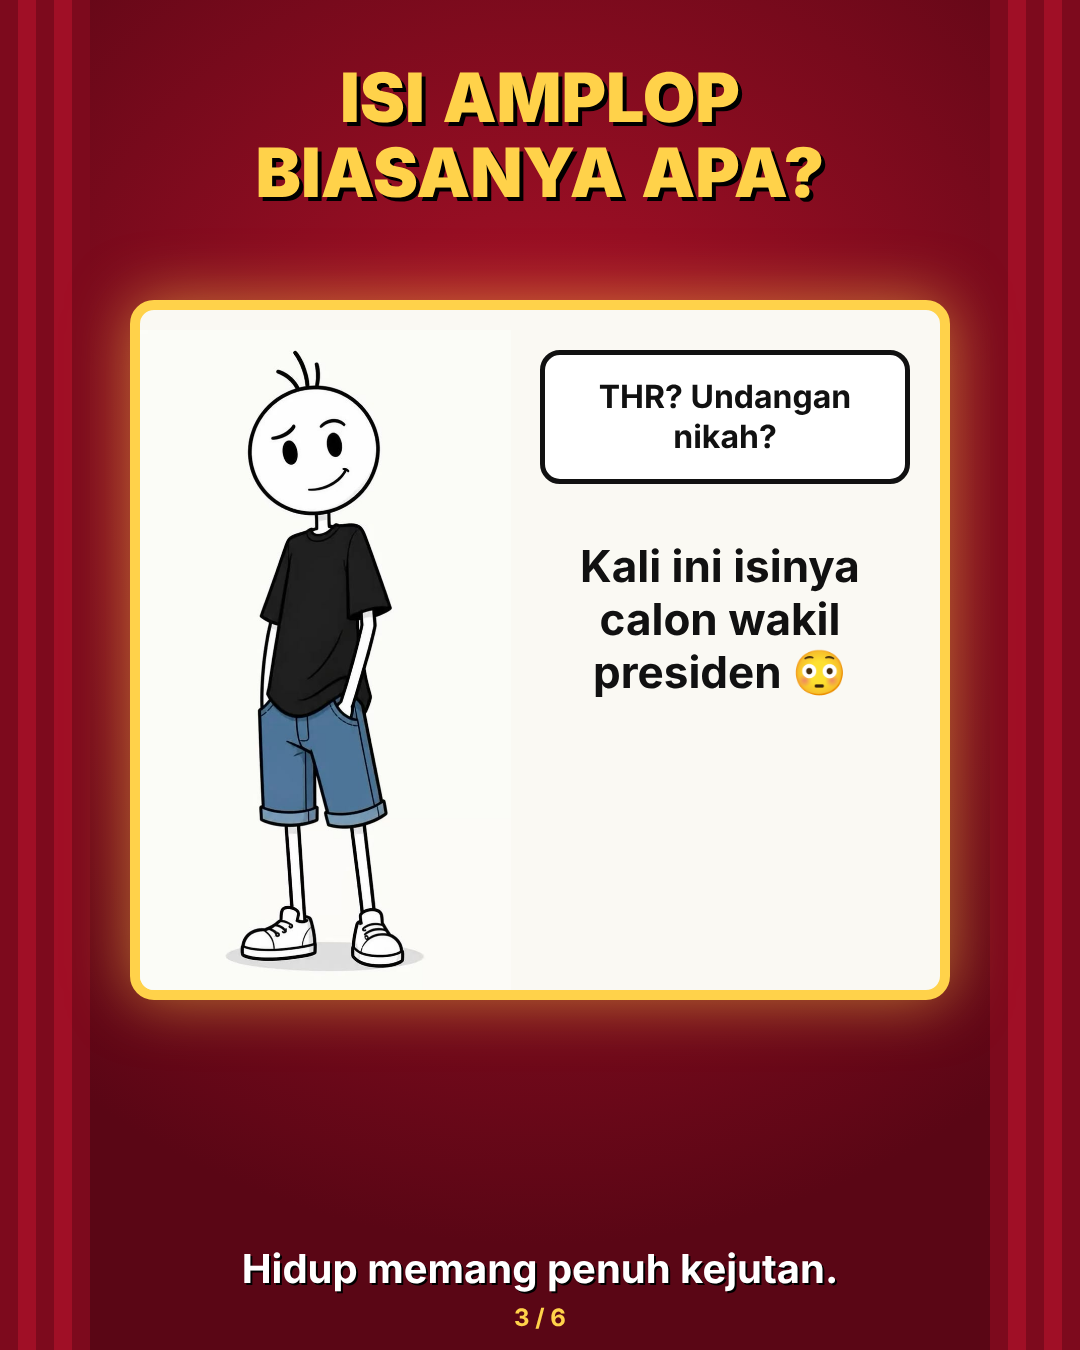 ISI AMPLOP
BIASANYA APA?
THR? Undangan
nikah?
Kali ini isinya
calon wakil
presiden 😳
Hidup memang penuh kejutan.
3 / 6